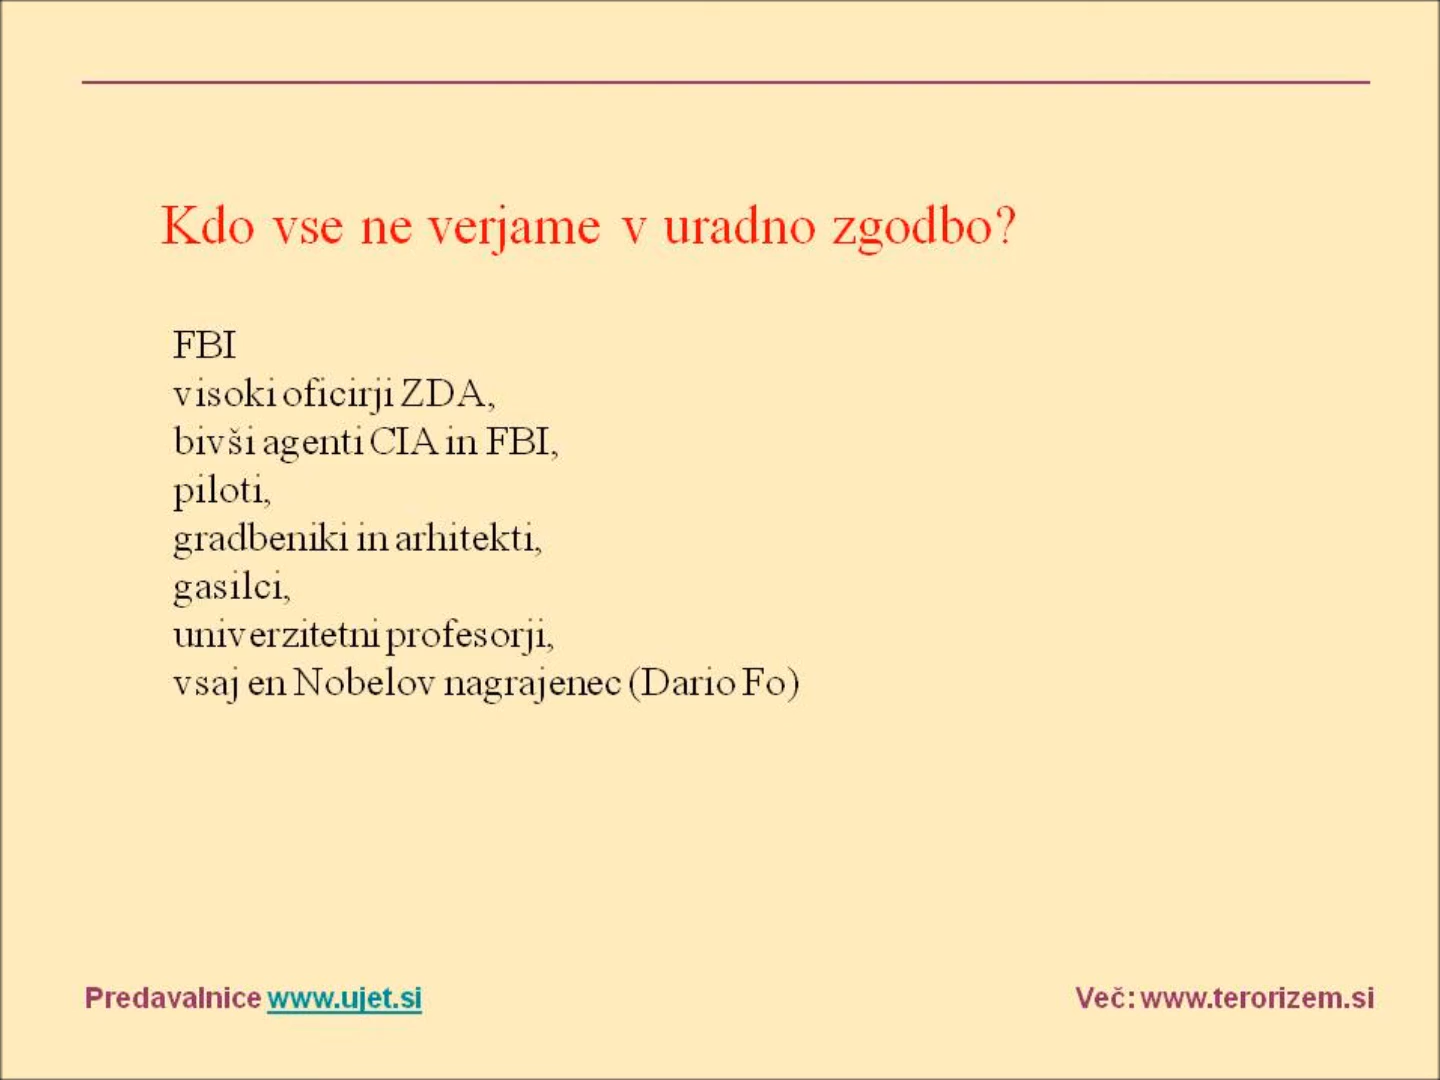 Kdo vse ne verjame v uradno zgodbo?
FBI
visoki oficirji ZDA,
bivši agenti CIA in FBI,
piloti,
gradbeniki in arhitekti,
gasilci,
univerzitetni profesorji,
vsaj en Nobelov nagrajenec (Dario Fo)
Predavalnice www.ujet.si
Več: www.terorizem.si